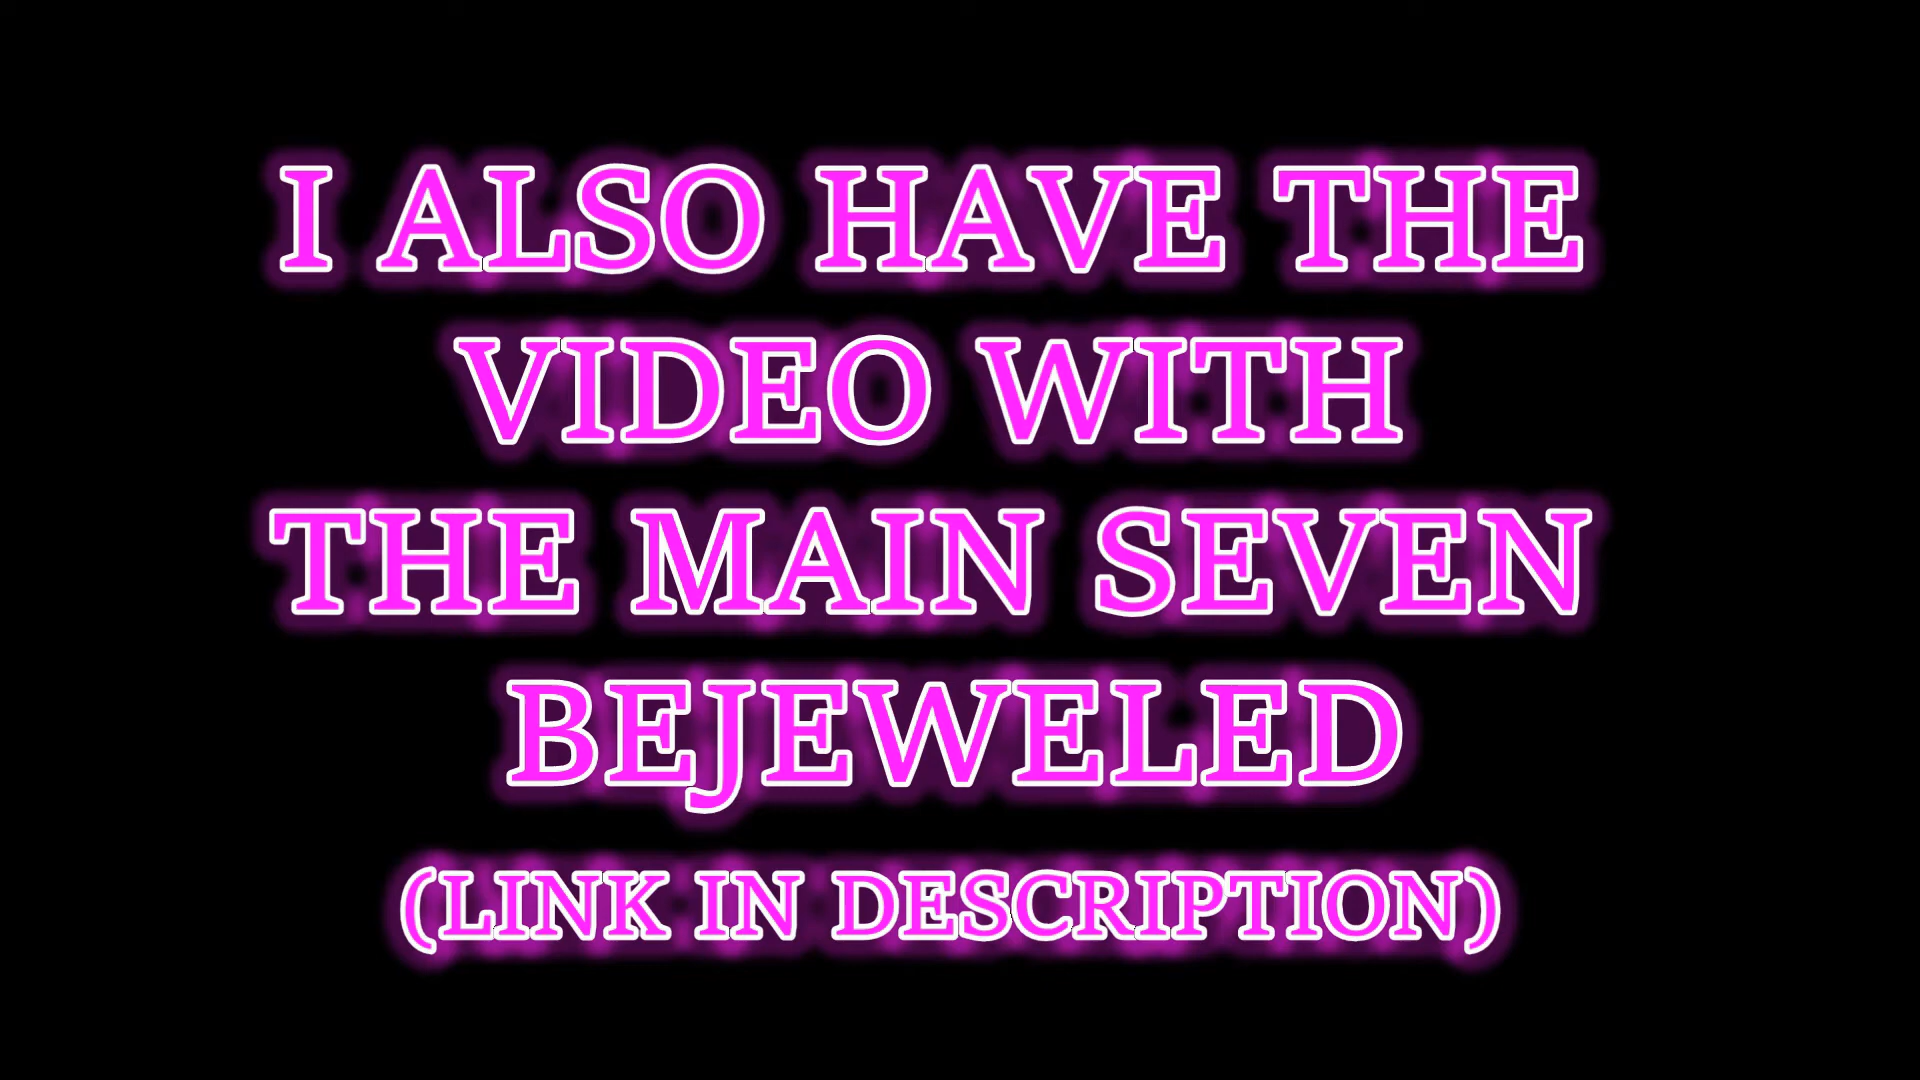 I ALSO HAVE THE
VIDEO WITH
THE MAIN SEVEN
BEJEWELED
(LINK IN DESCRIPTION)